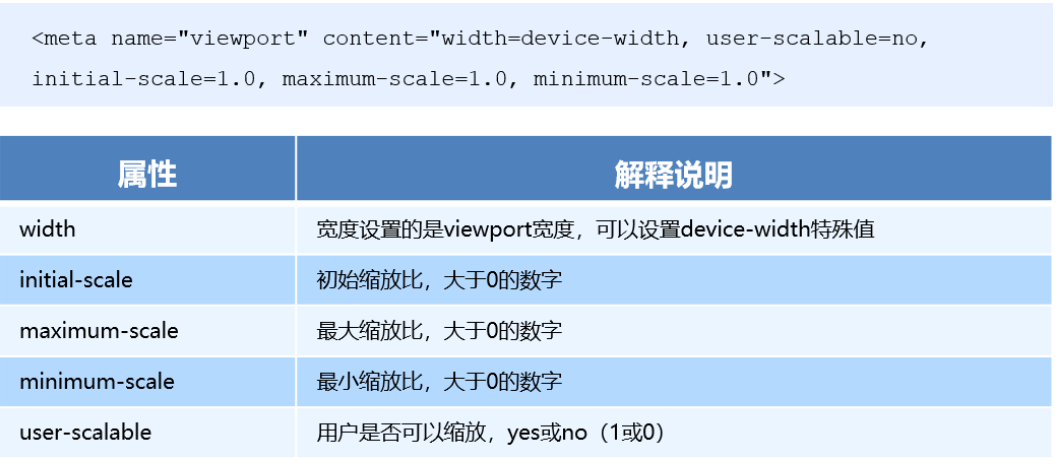 <meta name="viewport" content="width=device-width, user-scalable=no,
initial-scale=1.0, maximum-scale=1.0, minimum-scale=1.0">
属性 解释说明
width 宽度设置的是viewport宽度，可以设置device-width特殊值
initial-scale 初始缩放比，大于0的数字
maximum-scale 最大缩放比，大于0的数字
minimum-scale 最小缩放比，大于0的数字
user-scalable 用户是否可以缩放，yes或no（1或0）